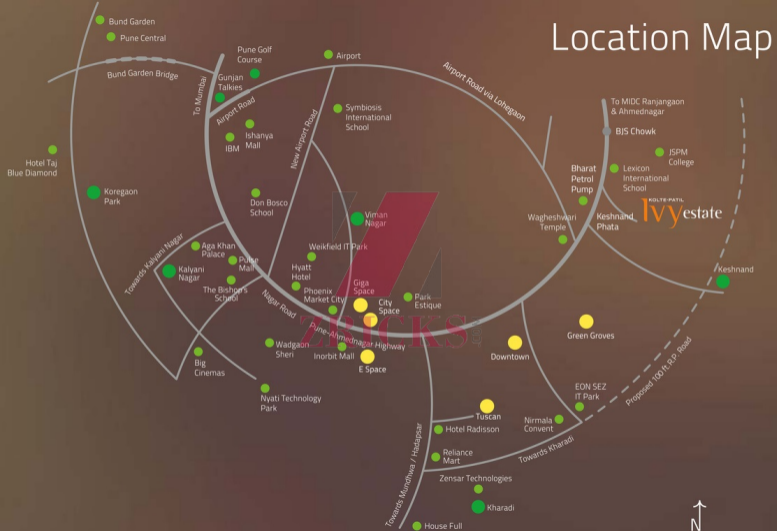 Location Map
Bund Garden
Pune Central
Bund Garden Bridge
To Mumbai
Pune Golf
Course
Gunjan
Talkies
Airport Road
Airport
Airport Road via Lohegaon
New Airport Road
Symbiosis
International
School
Ishanya
Mall
IBM
To MIDC Ranjangaon
& Ahmednagar
BJS Chowk
JSPM
College
Lexicon
International
School
Bharat
Petrol
Pump
KOLTE-PATIL
Ivy estate
Keshnand
Phata
Wagheshwari
Temple
Hotel Taj
Blue Diamond
Koregaon
Park
Don Bosco
School
Viman
Nagar
Weikfield IT Park
Towards Kalyani Nagar
Aga Khan
Palace
Pulse
Mall
Kalyani
Nagar
The Bishop's
School
Hyatt
Hotel
Phoenix
Market City
Giga
Space
City
Space
Park
Estique
Keshnand
Nagar Road
Pune-Ahmednagar Highway
ZRICKS
Wadgaon
Sheri
Inorbit Mall
E Space
Downtown
Green Groves
Big
Cinemas
Nyati Technology
Park
Proposed 100 ft.R.P. Road
Tuscan
EON SEZ
IT Park
Nirmala
Convent
Hotel Radisson
Reliance
Mart
Towards Kharadi
Towards Mundhwa / Hadapsar
Zensar Technologies
Kharadi
House Full
N